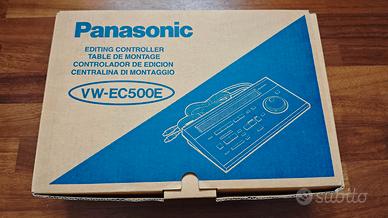 Panasonic
EDITING CONTROLLER
TABLE DE MONTAGE
CONTROLADOR DE EDICION
CENTRALINA DI MONTAGGIO
VW-EC500E
subito